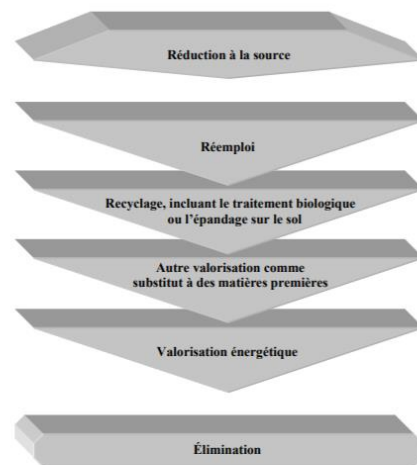 Réduction à la source
Réemploi
Recyclage, incluant le traitement biologique
ou l'épandage sur le sol
Autre valorisation comme
substitut à des matières premières
Valorisation énergétique
Élimination